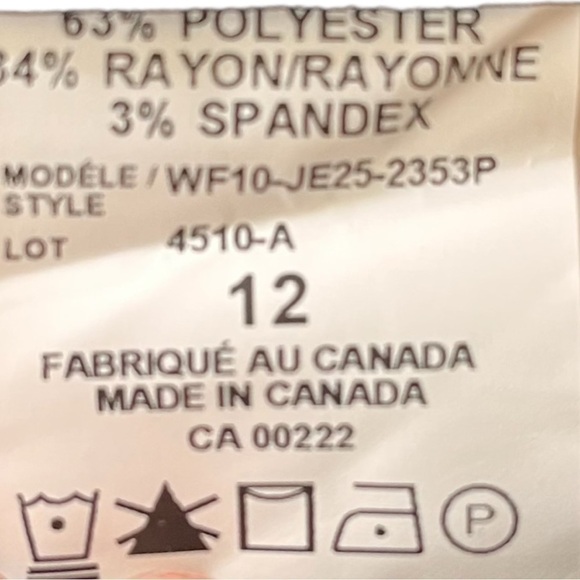 63% POLYESTER
34% RAYON/RAYONNE
3% SPANDEX
MODÉLE / WF10-JE25-2353P
STYLE
LOT 4510-A
12
FABRIQUÉ AU CANADA
MADE IN CANADA
CA 00222
P